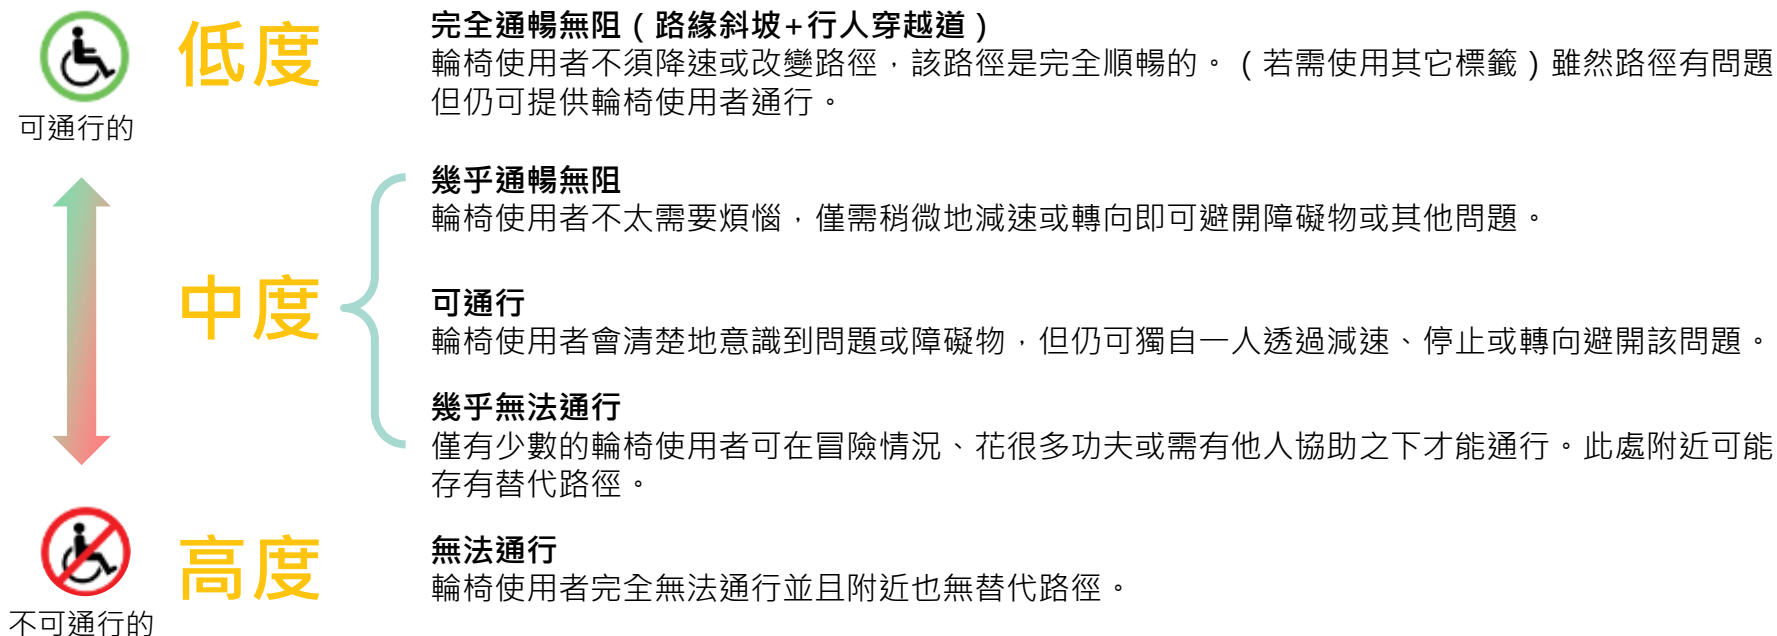 低度
完全通暢無阻（路緣斜坡+行人穿越道）
輪椅使用者不須降速或改變路徑，該路徑是完全順暢的。（若需使用其它標籤）雖然路徑有問題
但仍可提供輪椅使用者通行。
可通行的
幾乎通暢無阻
輪椅使用者不太需要煩惱，僅需稍微地減速或轉向即可避開障礙物或其他問題。
中度
可通行
輪椅使用者會清楚地意識到問題或障礙物，但仍可獨自一人透過減速、停止或轉向避開該問題。
幾乎無法通行
僅有少數的輪椅使用者可在冒險情況、花很多功夫或需有他人協助之下才能通行。此處附近可能
存有替代路徑。
高度
無法通行
輪椅使用者完全無法通行並且附近也無替代路徑。
不可通行的